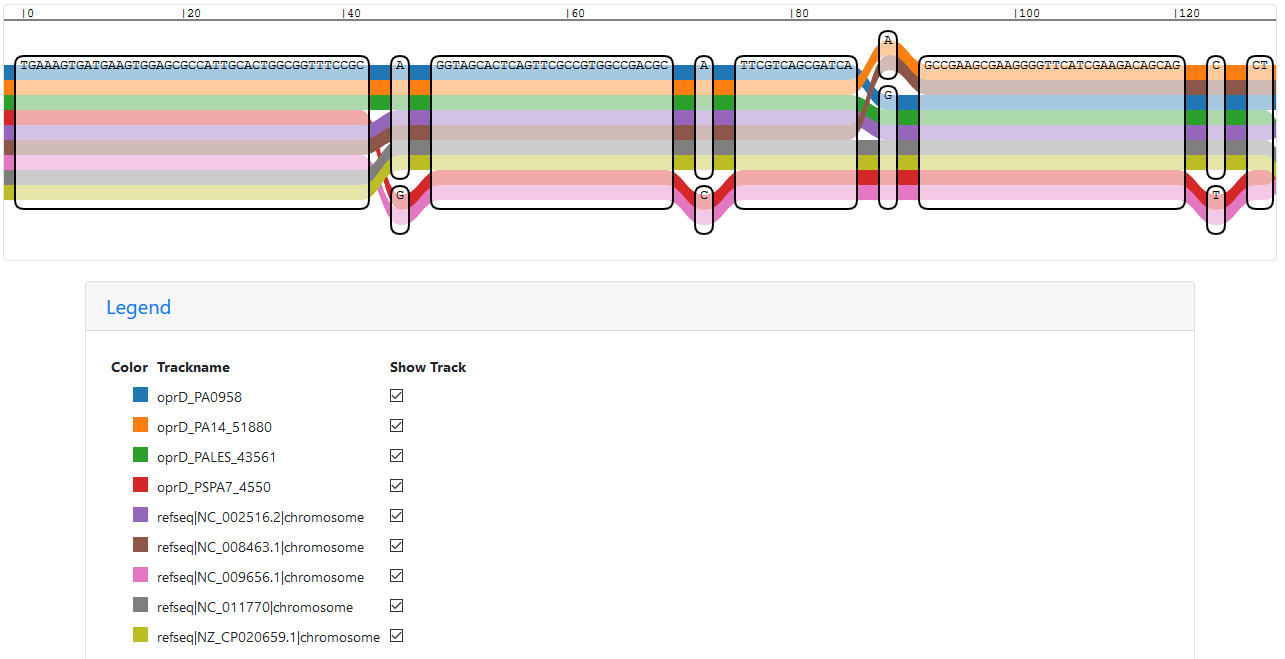 |0 |20 |40 |60 |80 |100 |120
A
TGAAAGTGATGAAGTGGAGCGCCATTGCACTGGCGGTTTCCGC A GGTAGCACTCAGTTCGCCGTGGCCGACGC A TTCGTCAGCGATCA GCCGAAGCGAAGGGGTTCATCGAAGACAGCAG C CT
G
G C T
Legend
Color Trackname Show Track
oprD_PA0958
oprD_PA14_51880
oprD_PALES_43561
oprD_PSPA7_4550
refseq|NC_002516.2|chromosome
refseq|NC_008463.1|chromosome
refseq|NC_009656.1|chromosome
refseq|NC_011770|chromosome
refseq|NZ_CP020659.1|chromosome